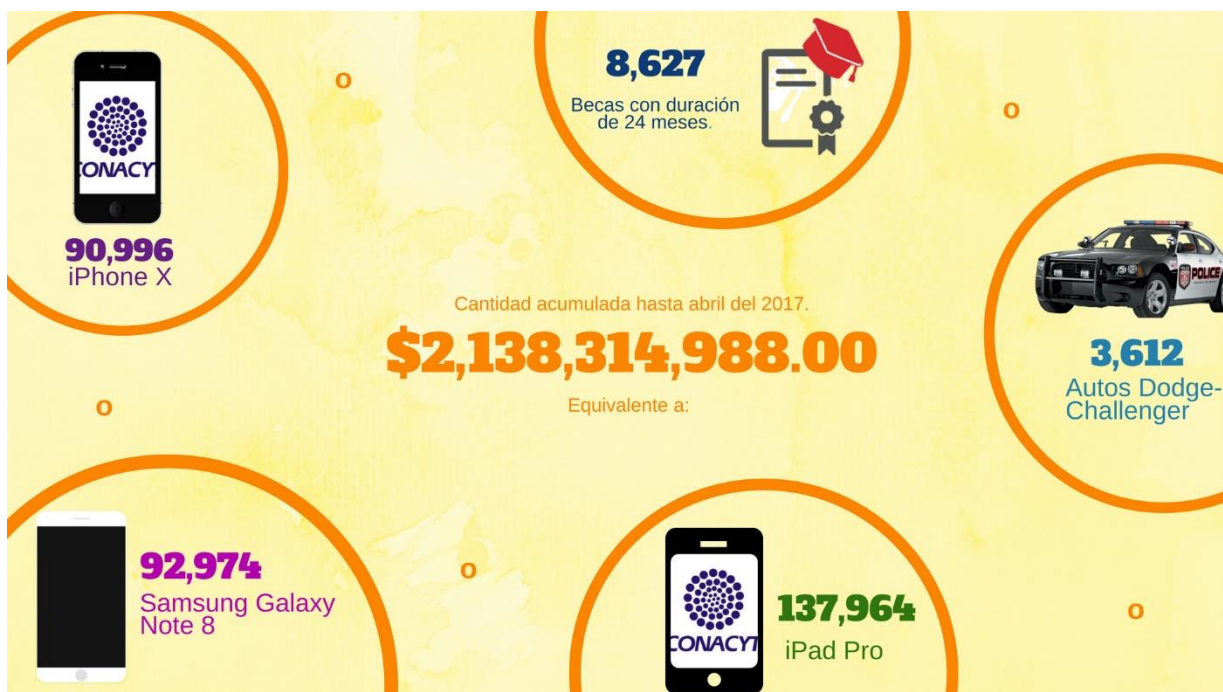 ONACY
90,996
iPhone X
o
8,627
Becas con duración
de 24 meses.
o
POLICE
3,612
Autos Dodge-
Challenger
Cantidad acumulada hasta abril del 2017.
$2,138,314,988.00
Equivalente a:
o
92,974
Samsung Galaxy
Note 8
o
CONACYT
137,964
iPad Pro
o